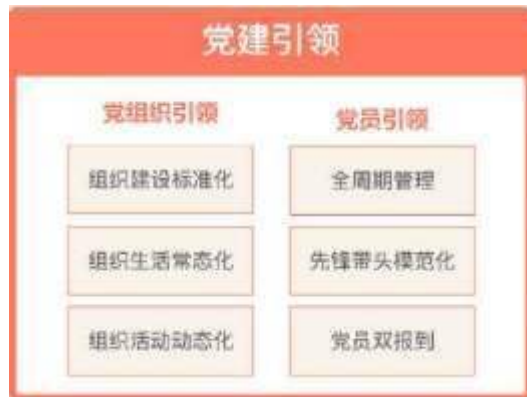 党建引领
党组织引领
党员引领
组织建设标准化
全周期管理
组织生活常态化
先锋带头模范化
组织活动动态化
党员双报到